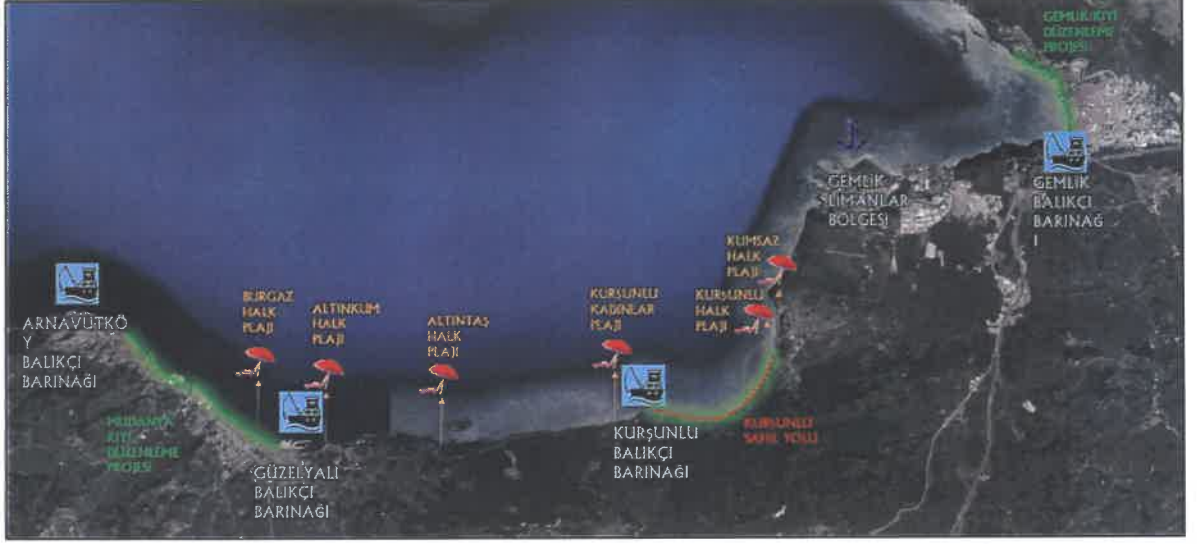 GEMLİK KIYI
DÜZENLEME
PROJESİ
GEMLİK
LİMANLAR
BÖLGESİ
GEMLİK
BALIKÇI
BARINAĞ
I
KUMSAZ
HALK
PLAJI
KURŞUNLU
HALK
PLAJI
KURŞUNLU
KADINLAR
PLAJI
ALTINTAŞ
HALK
PLAJI
ALTINKUM
HALK
PLAJI
BURGAZ
HALK
PLAJI
ARNAVUTKÖ
Y
BALIKÇI
BARINAĞI
MUDANYA
KIYI
DÜZENLEME
PROJESİ
GÜZELYALI
BALIKÇI
BARINAĞI
KURŞUNLU
BALIKÇI
BARINAĞI
KURŞUNLU
SAHİL YOLU